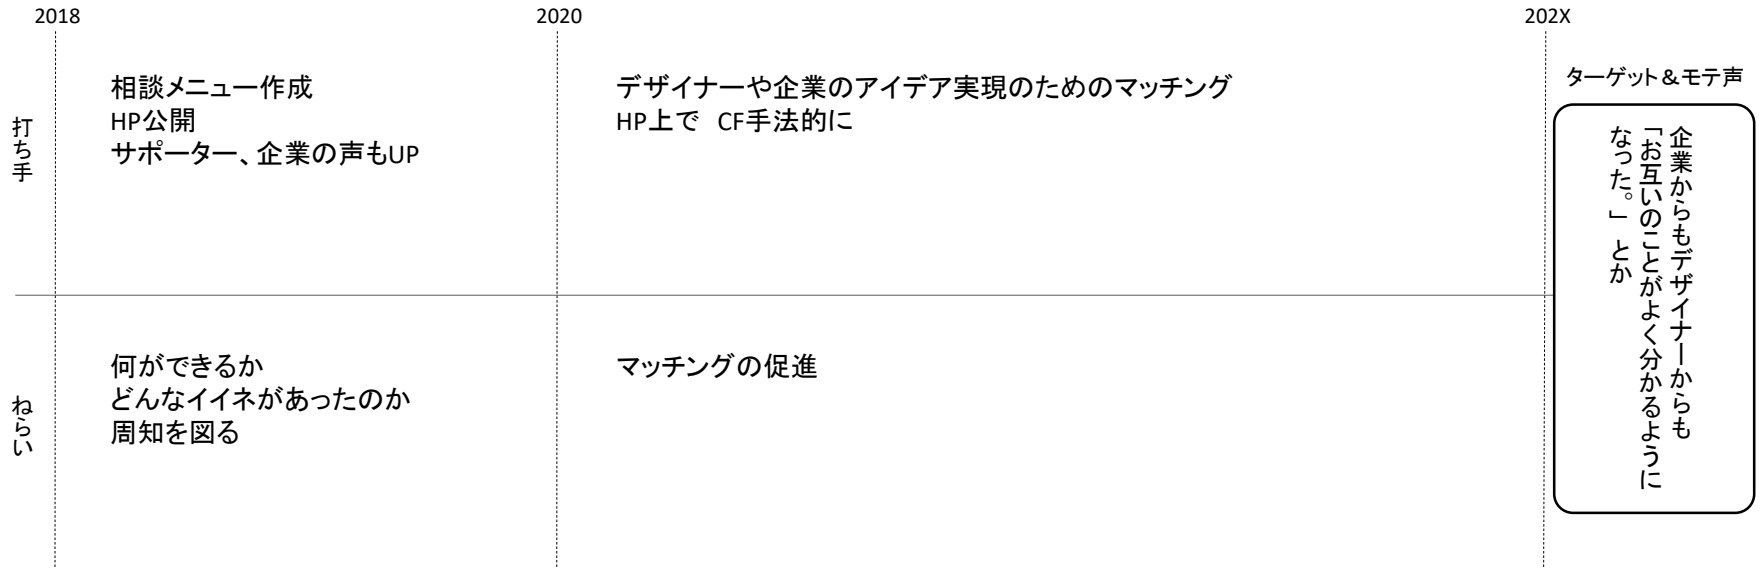 2018
2020
202X
打ち手
相談メニュー作成
HP公開
サポーター、企業の声もUP
デザイナーや企業のアイデア実現のためのマッチング
HP上で　CF手法的に
ターゲット＆モテ声
企業からもデザイナーからも
「お互いのことがよく分かるように
なった。」　とか
ねらい
何ができるか
どんなイイネがあったのか
周知を図る
マッチングの促進